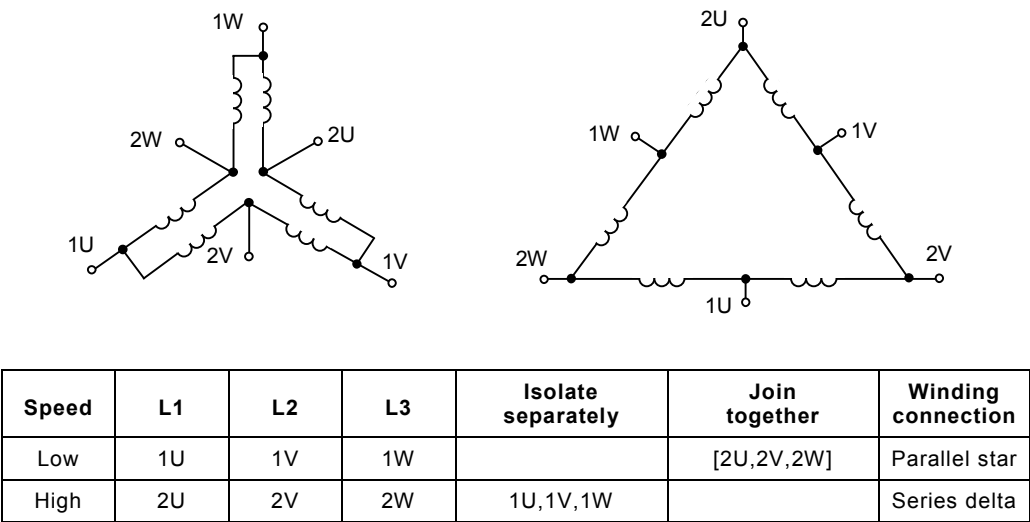 1W
2W
2U
1U
2V
1V
2U
1W
1V
2W
2V
1U
Speed L1 L2 L3 Isolate separately Join together Winding connection
Low 1U 1V 1W [2U,2V,2W] Parallel star
High 2U 2V 2W 1U,1V,1W Series delta